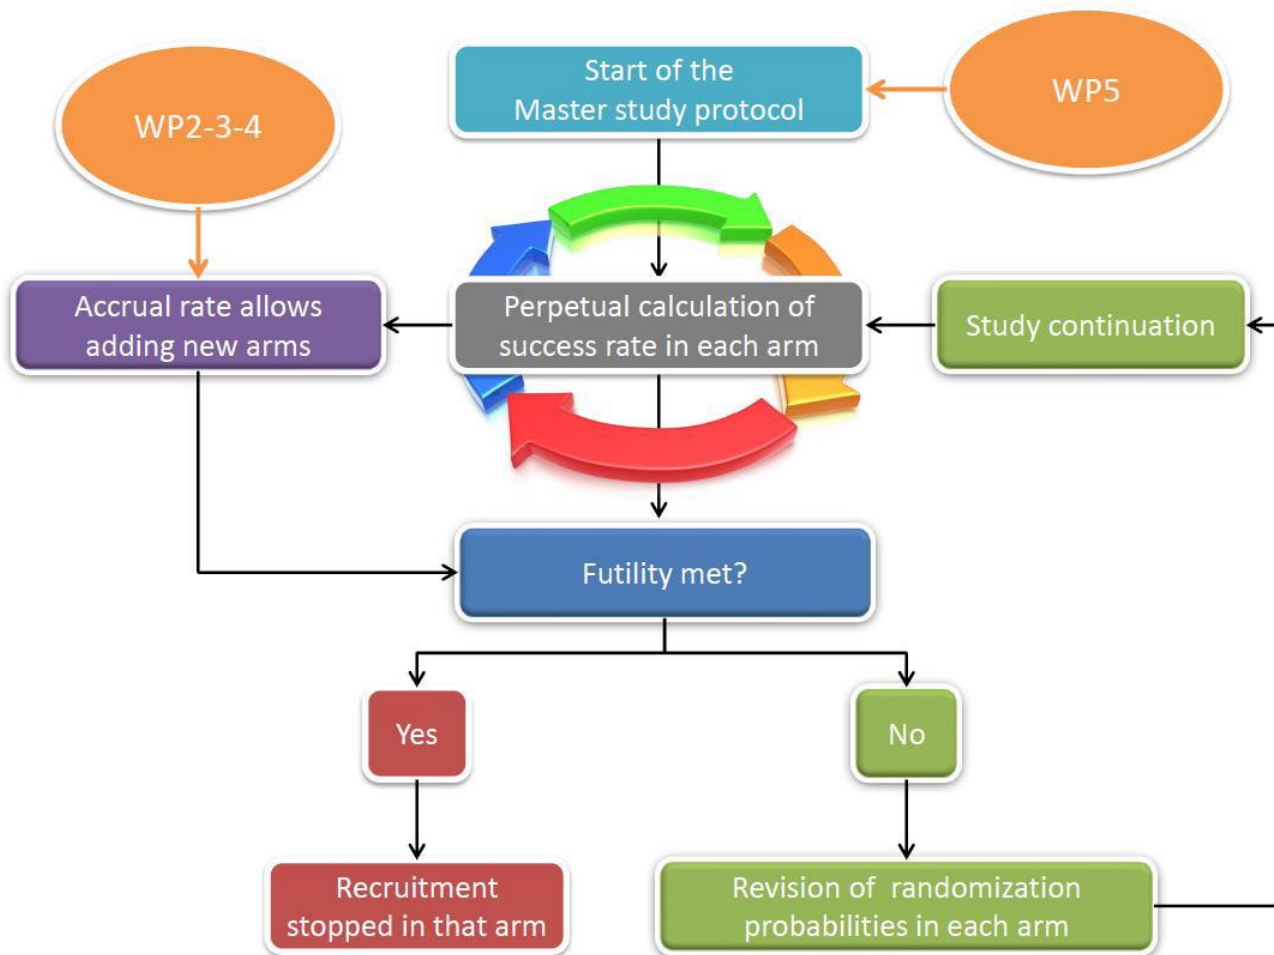 Start of the
Master study protocol
WP5
WP2-3-4
Accrual rate allows
adding new arms
Perpetual calculation of
success rate in each arm
Study continuation
Futility met?
Yes
No
Recruitment
stopped in that arm
Revision of randomization
probabilities in each arm